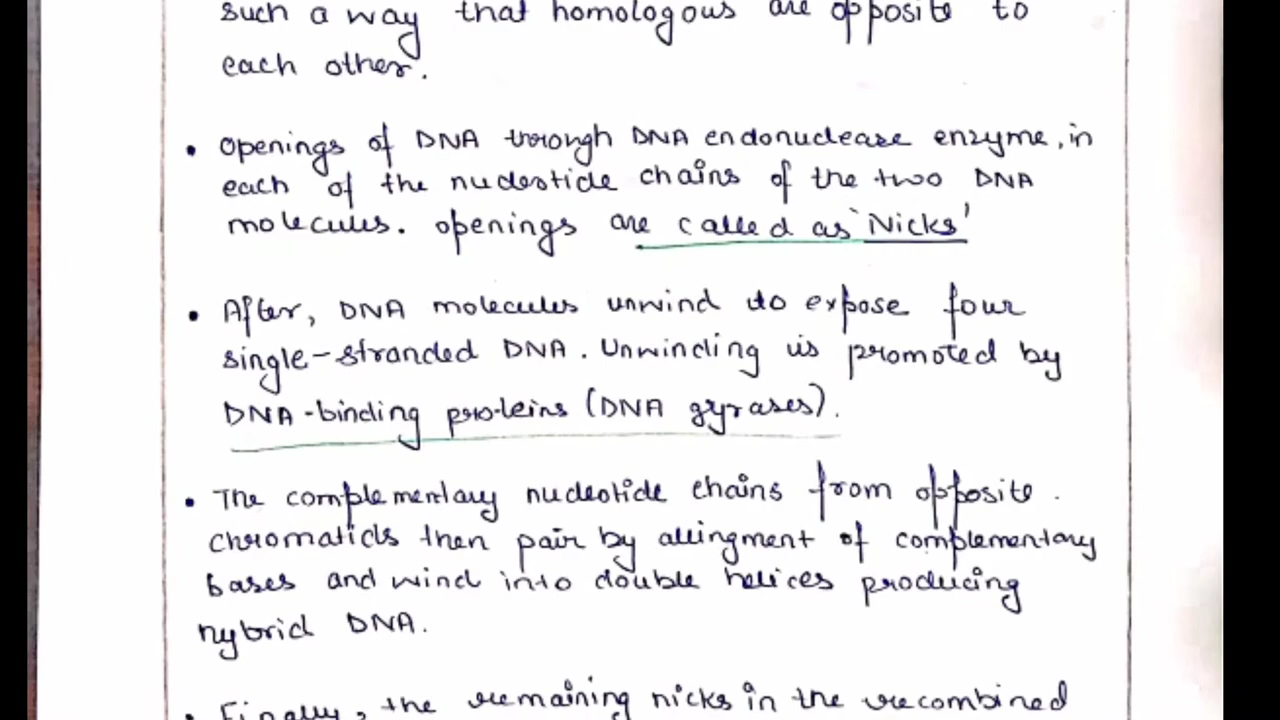 such a way that homologous are opposite to
each other.
• Openings of DNA through DNA endonuclease enzyme, in
each of the nucleotide chains of the two DNA
molecules. openings are called as 'Nicks'
• After, DNA molecules unwind to expose four
single-stranded DNA. Unwinding is promoted by
DNA-binding proteins (DNA gyrases).
• The complementary nucleotide chains from opposite.
chromatids then pair by allingment of complementary
bases and wind into double helices producing
hybrid DNA.
• Finally, the remaining nicks in the recombined